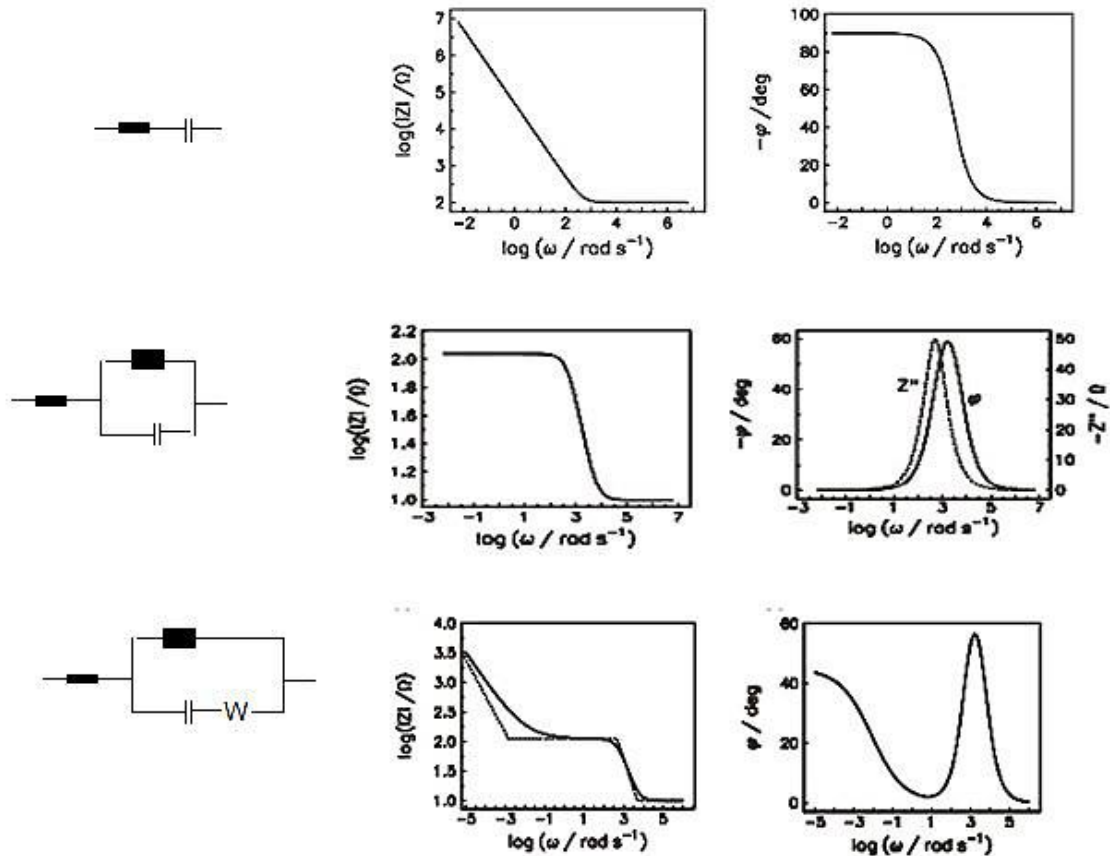 7
6
5
4
3
2
log(|Z| /Ω)
-2 0 2 4 6
log (ω / rad s⁻¹)
100
80
60
40
20
0
-φ / deg
-2 0 2 4 6
log (ω / rad s⁻¹)
2.2
2.0
1.8
1.6
1.4
1.2
1.0
log(|Z| /Ω)
-3 -1 1 3 5 7
log (ω / rad s⁻¹)
60
40
20
0
-φ / deg
Z"
φ
50
40
30
20
10
0
-Z" / Ω
-3 -1 1 3 5 7
log (ω / rad s⁻¹)
W
4.0
3.5
3.0
2.5
2.0
1.5
1.0
log(|Z| /Ω)
-5 -3 -1 1 3 5
log (ω / rad s⁻¹)
60
40
20
0
φ / deg
-5 -3 -1 1 3 5
log (ω / rad s⁻¹)